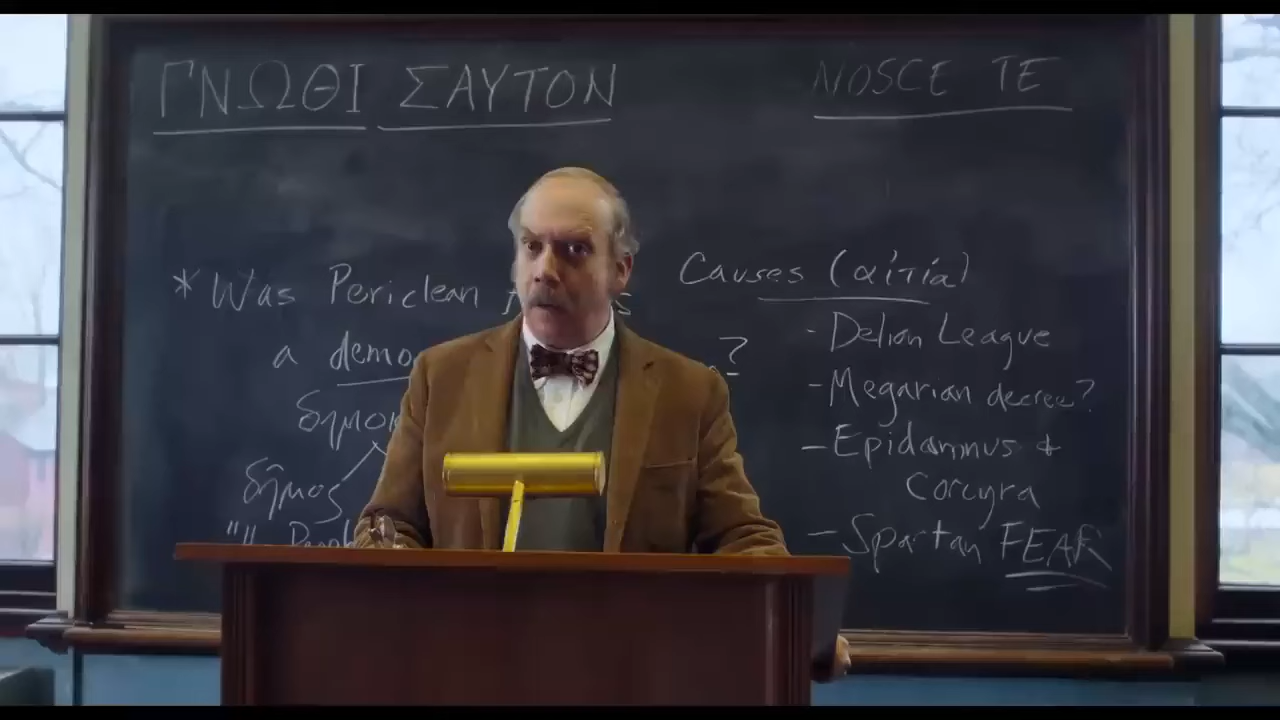 ΓΝΩΘΙ ΣΑΥΤΟΝ
NOSCE TE
* Was Periclean
a demo
?
δημοκ
δῆμος
"
Causes (αἰτία)
- Delian League
- Megarian decree?
- Epidamnus &
Corcyra
- Spartan FEAR